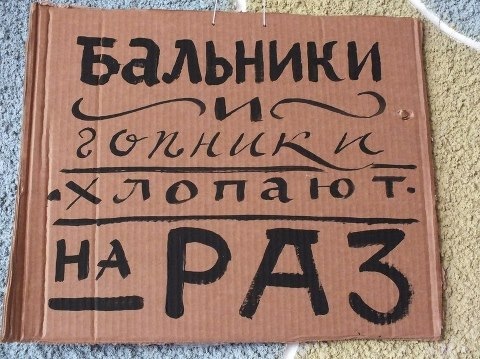 Бальники
и
гопники
хлопают
на РАЗ